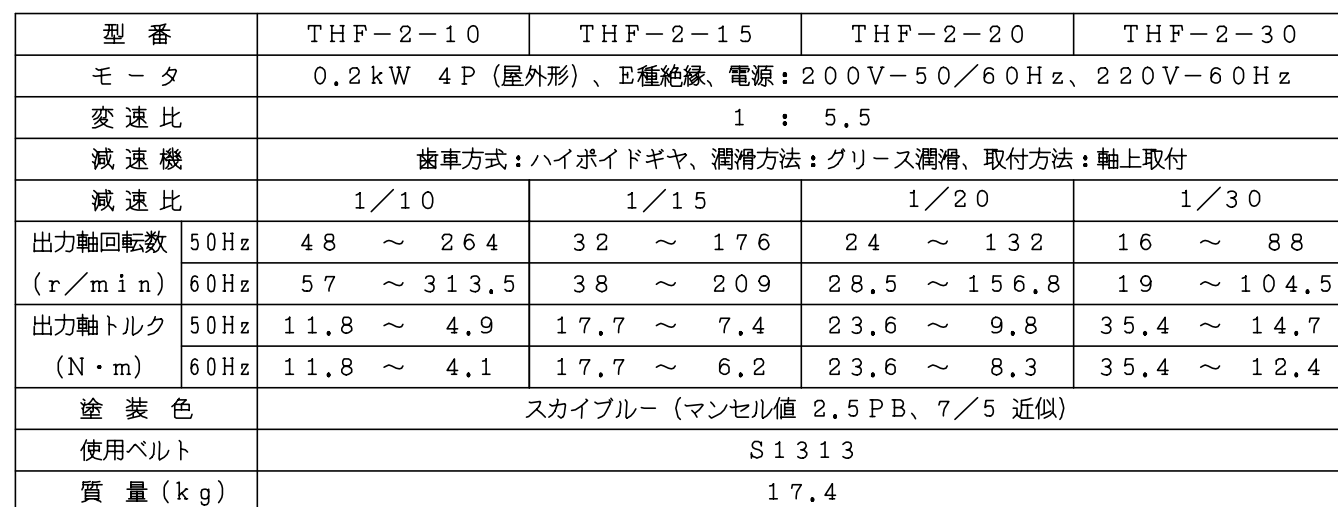 型番 THF-2-10 THF-2-15 THF-2-20 THF-2-30
モータ 0.2kW 4P(屋外形)、E種絶縁、電源:200V-50/60Hz、220V-60Hz
変速比 1:5.5
減速機 歯車方式:ハイポイドギヤ、潤滑方法:グリース潤滑、取付方法:軸上取付
減速比 1/10 1/15 1/20 1/30
出力軸回転数 50Hz 48 ~ 264 32 ~ 176 24 ~ 132 16 ~ 88
(r/min) 60Hz 57 ~ 313.5 38 ~ 209 28.5 ~ 156.8 19 ~ 104.5
出力軸トルク 50Hz 11.8 ~ 4.9 17.7 ~ 7.4 23.6 ~ 9.8 35.4 ~ 14.7
(N・m) 60Hz 11.8 ~ 4.1 17.7 ~ 6.2 23.6 ~ 8.3 35.4 ~ 12.4
塗装色 スカイブルー(マンセル値 2.5PB、7/5 近似)
使用ベルト S1313
質量(kg) 17.4